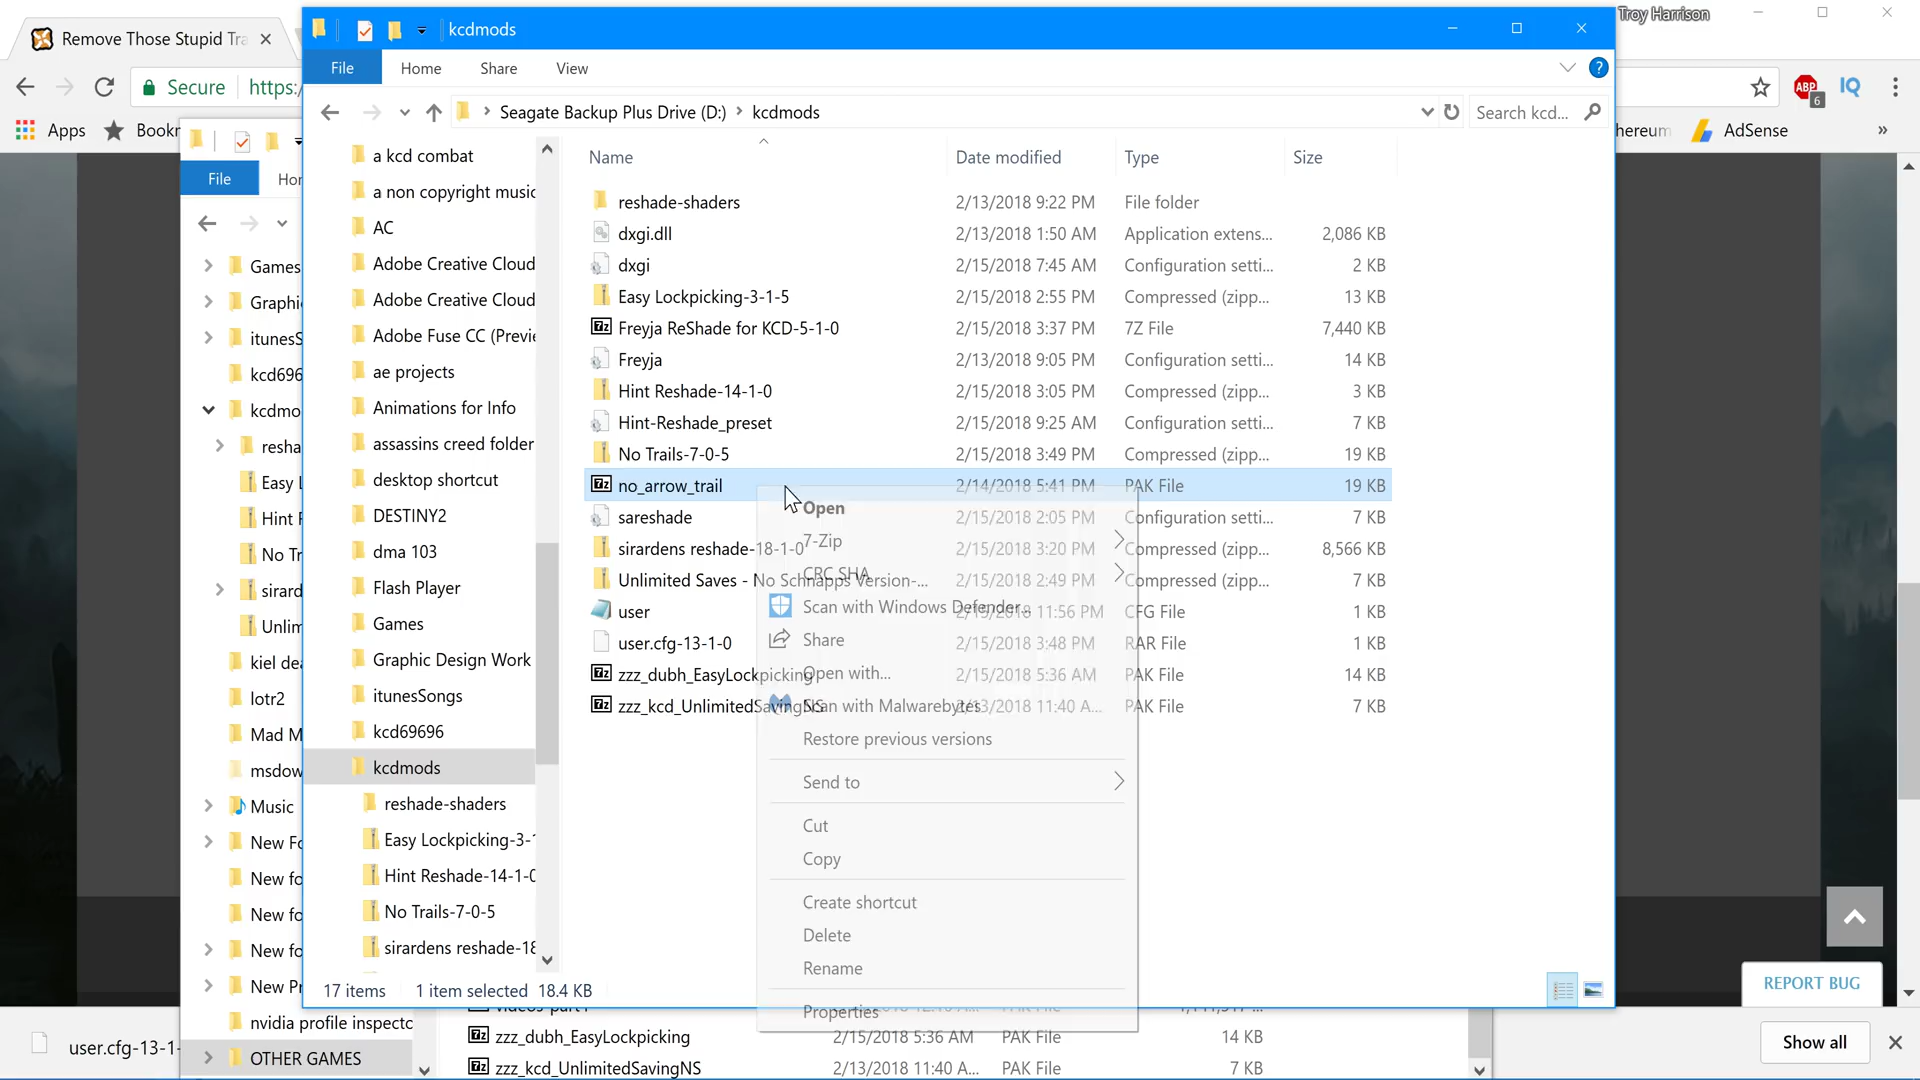 Remove Those Stupid Tra
kcdmods
Troy Harrison
File
Home
Share
View
Secure
https:/
ABP
6
IQ
Seagate Backup Plus Drive (D:)
kcdmods
Search kcd...
Apps
Bookn
hereum
AdSense
»
File
Hon
Name
Date modified
Type
Size
a kcd combat
a non copyright music
AC
Adobe Creative Cloud
Adobe Creative Cloud
Adobe Fuse CC (Previe
ae projects
Animations for Info
assassins creed folder
desktop shortcut
DESTINY2
dma 103
Flash Player
Games
Graphic Design Work
itunesSongs
kcd69696
kcdmods
reshade-shaders
Easy Lockpicking-3-1
Hint Reshade-14-1-0
No Trails-7-0-5
sirardens reshade-18
Games
Graphi
itunesS
kcd696
kcdmo
resha
Easy L
Hint F
No Tr
sirard
Unlim
kiel dea
lotr2
Mad M
msdow
Music
New Fo
New fo
New fo
New fo
New Pr
nvidia profile inspecto
OTHER GAMES
reshade-shaders 2/13/2018 9:22 PM File folder
dxgi.dll 2/13/2018 1:50 AM Application extens... 2,086 KB
dxgi 2/15/2018 7:45 AM Configuration setti... 2 KB
Easy Lockpicking-3-1-5 2/15/2018 2:55 PM Compressed (zipp... 13 KB
Freyja ReShade for KCD-5-1-0 2/15/2018 3:37 PM 7Z File 7,440 KB
Freyja 2/13/2018 9:05 PM Configuration setti... 14 KB
Hint Reshade-14-1-0 2/15/2018 3:05 PM Compressed (zipp... 3 KB
Hint-Reshade_preset 2/15/2018 9:25 AM Configuration setti... 7 KB
No Trails-7-0-5 2/15/2018 3:49 PM Compressed (zipp... 19 KB
no_arrow_trail 2/14/2018 5:41 PM PAK File 19 KB
sareshade 2/15/2018 2:05 PM Configuration setti... 7 KB
sirardens reshade-18-1-0 2/15/2018 3:20 PM Compressed (zipp... 8,566 KB
Unlimited Saves - No Schnapps Version-... 2/15/2018 2:49 PM Compressed (zipp... 7 KB
user 11:56 PM CFG File 1 KB
user.cfg-13-1-0 2/15/2018 3:48 PM RAR File 1 KB
zzz_dubh_EasyLockpicking 2/15/2018 5:36 AM PAK File 14 KB
zzz_kcd_UnlimitedSavingNS 2/13/2018 11:40 A... PAK File 7 KB
Open
7-Zip
CRC SHA
Scan with Windows Defender...
Share
Open with...
Scan with Malwarebytes
Restore previous versions
Send to
Cut
Copy
Create shortcut
Delete
Rename
Properties
17 items
1 item selected 18.4 KB
REPORT BUG
zzz_dubh_EasyLockpicking 2/15/2018 5:36 AM PAK File 14 KB
zzz_kcd_UnlimitedSavingNS 2/13/2018 11:40 A... PAK File 7 KB
user.cfg-13-1-
Show all